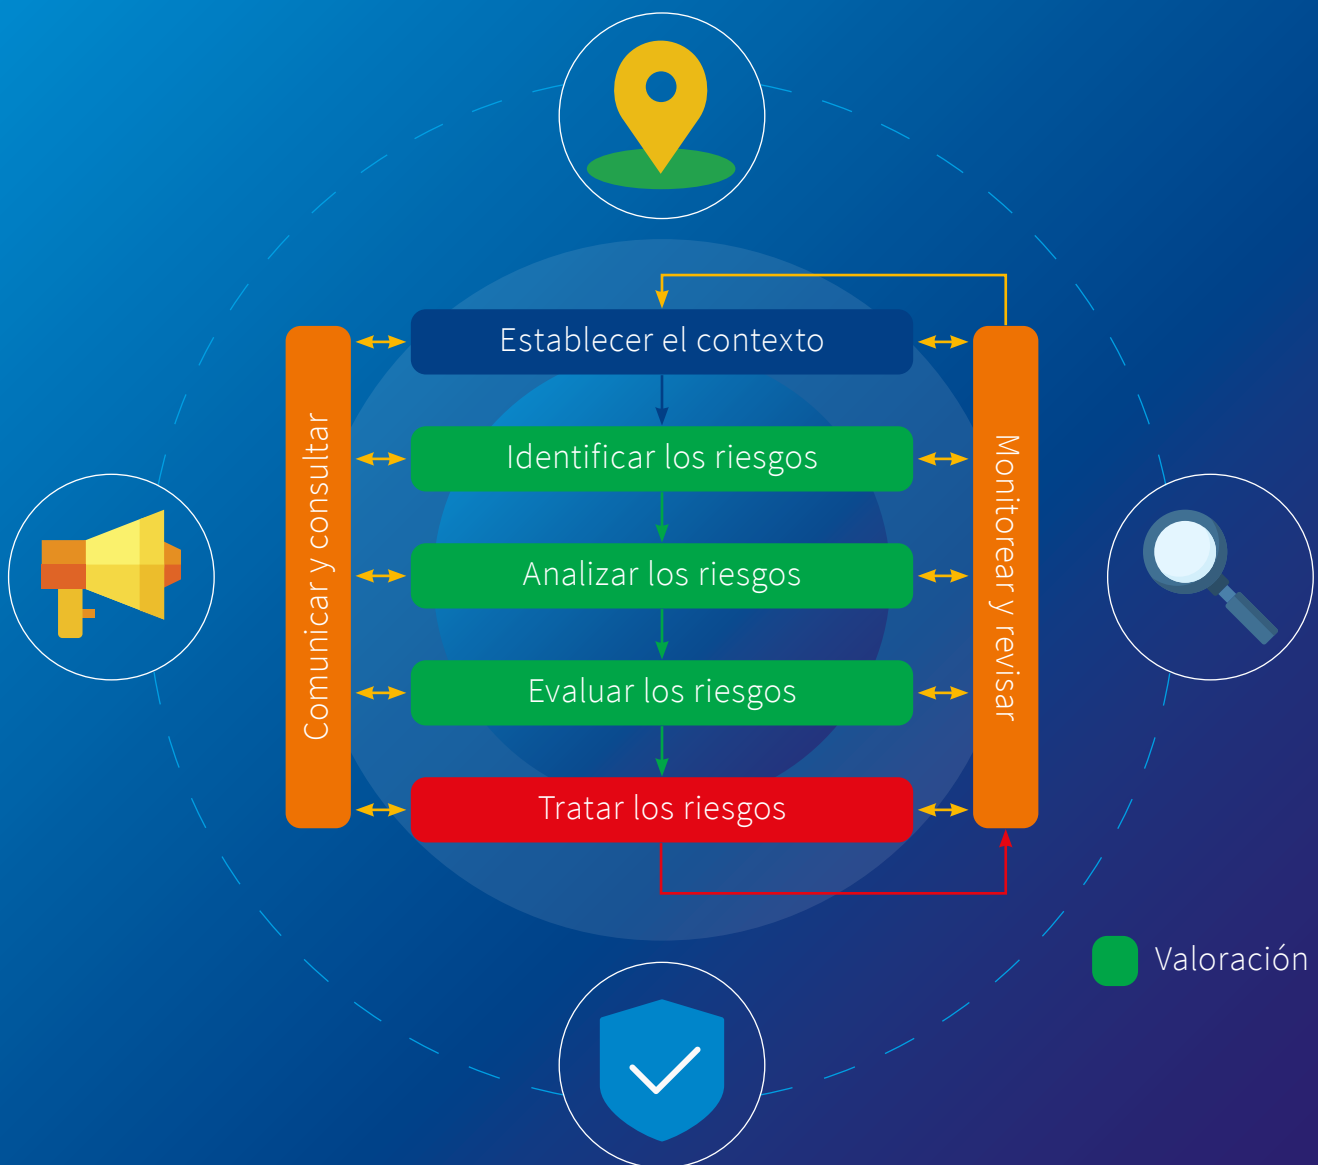 Establecer el contexto
Comunicar y consultar
Identificar los riesgos
Monitorear y revisar
Analizar los riesgos
Evaluar los riesgos
Tratar los riesgos
Valoración